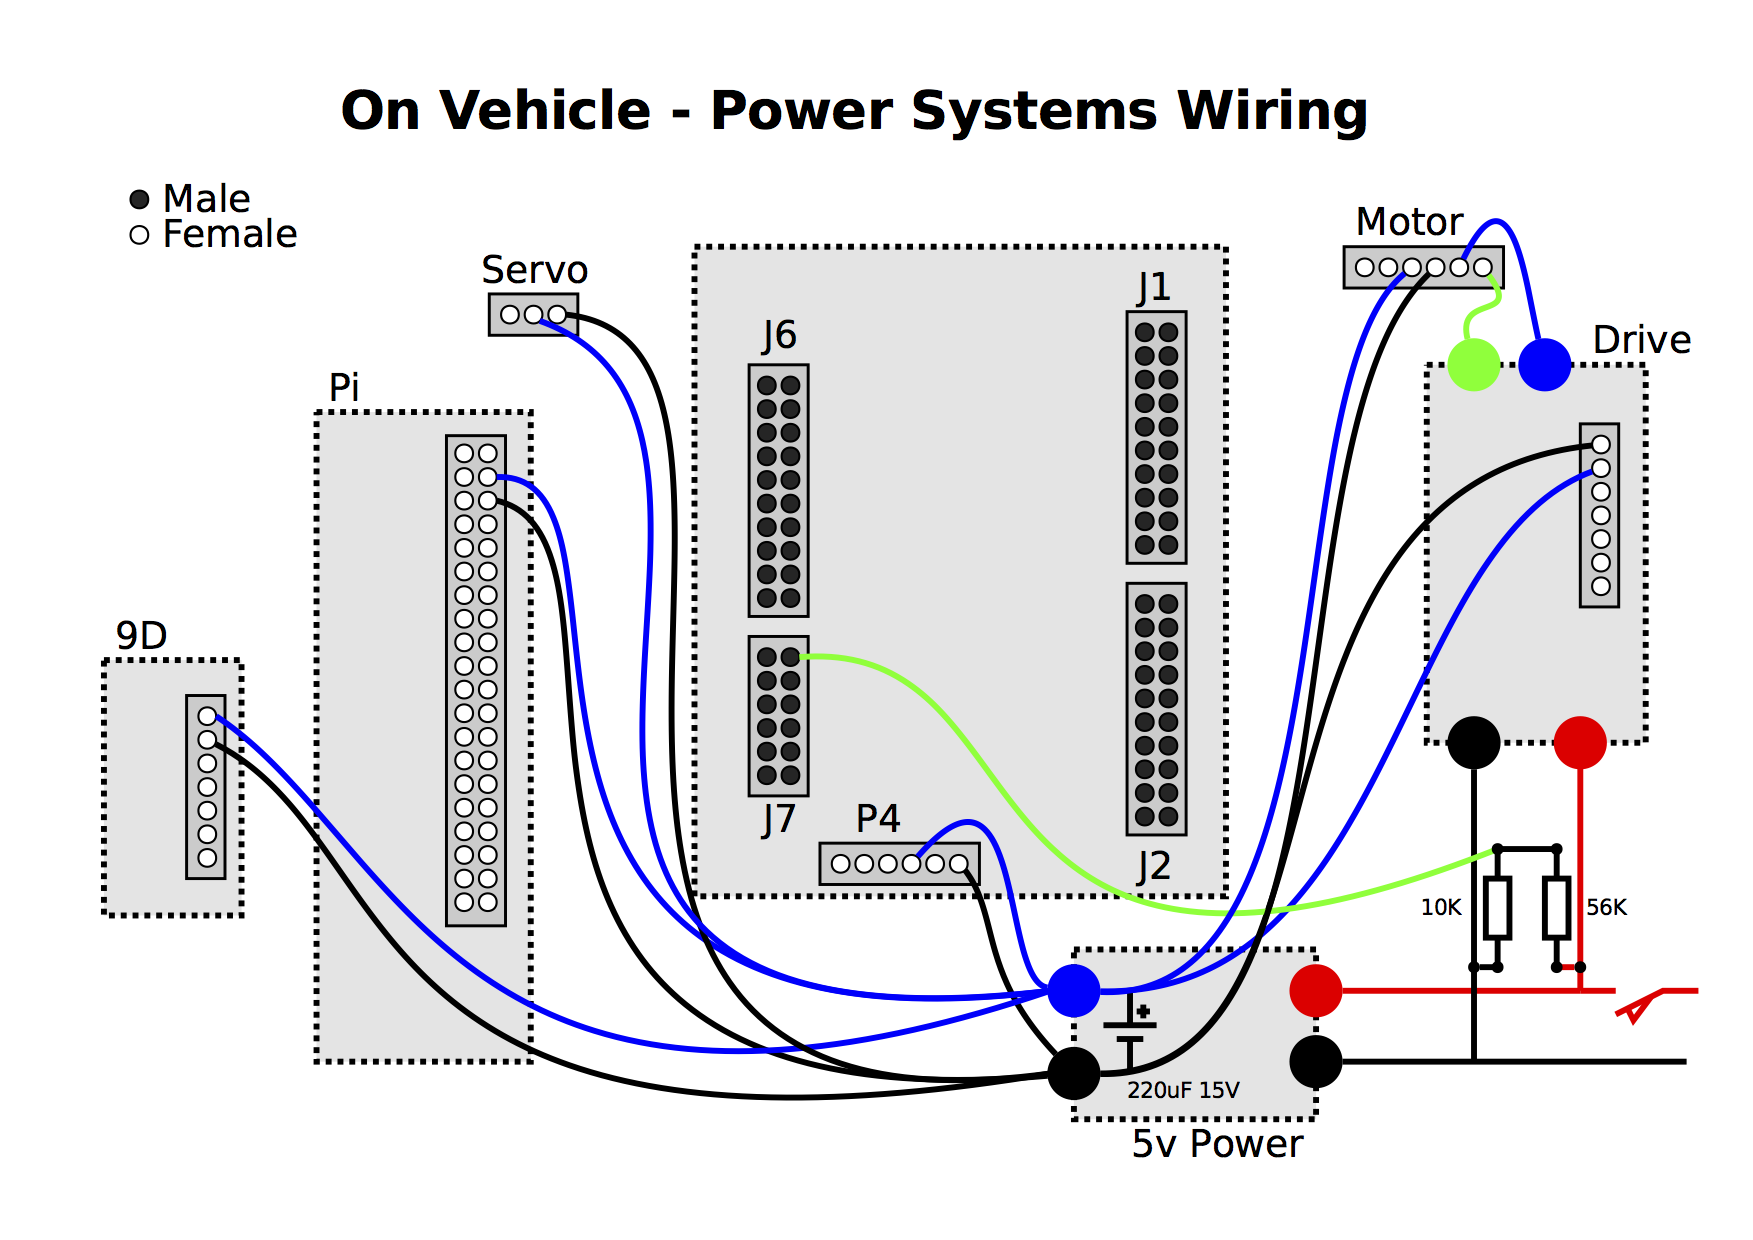 On Vehicle - Power Systems Wiring
Male
Female
Motor
Servo
J1
J6
Drive
Pi
9D
J7
P4
J2
10K
56K
220uF 15V
5v Power